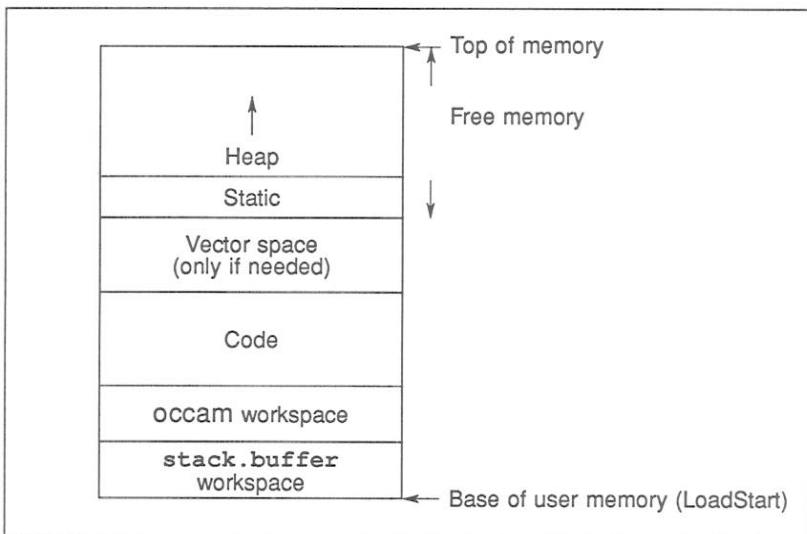 Top of memory
Free memory
Heap
Static
Vector space
(only if needed)
Code
occam workspace
stack.buffer
workspace
Base of user memory (LoadStart)